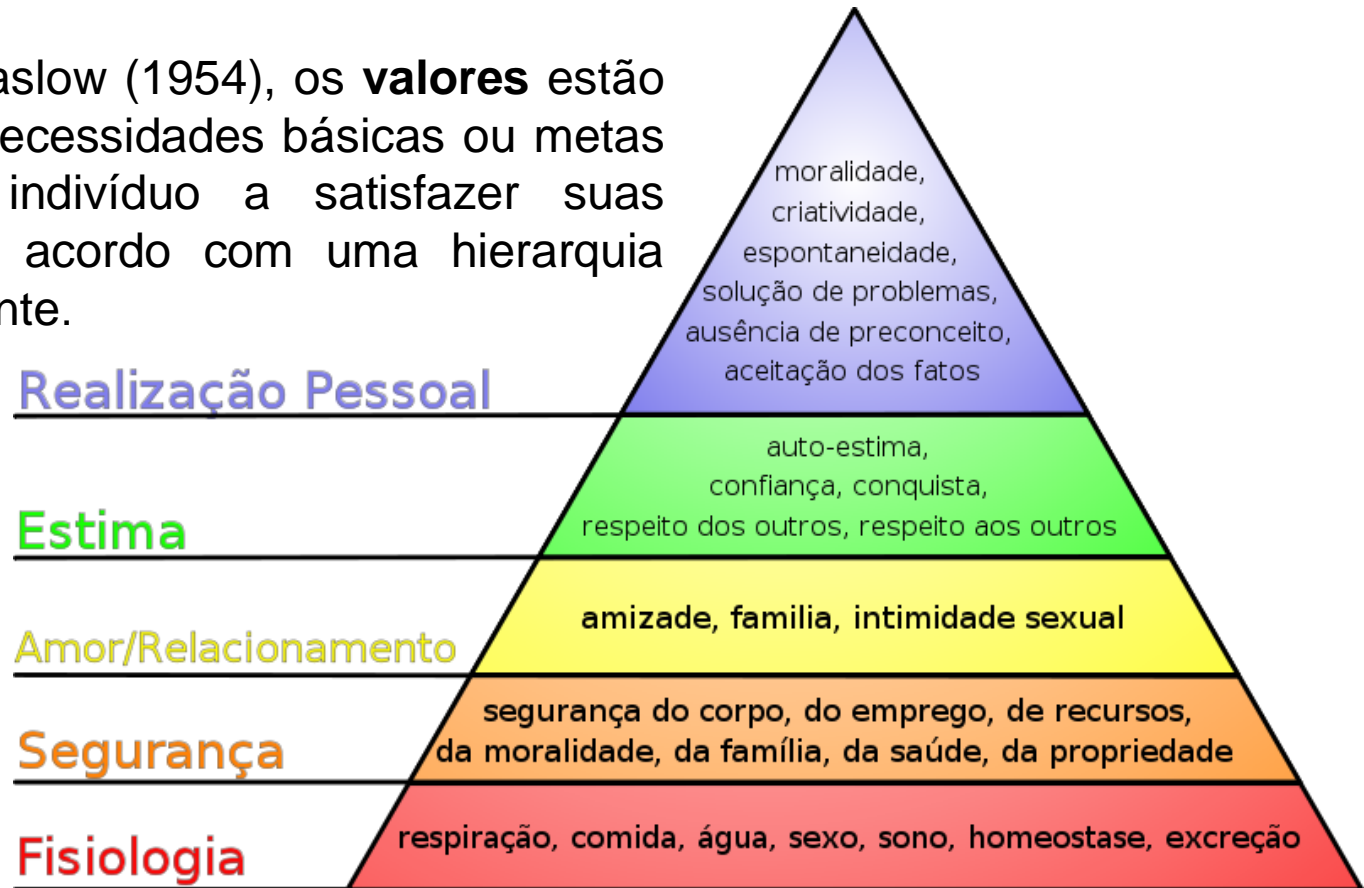 aslow (1954), os valores estão
ecessidades básicas ou metas
indivíduo a satisfazer suas
acordo com uma hierarquia
nte.
moralidade,
criatividade,
espontaneidade,
solução de problemas,
ausência de preconceito,
aceitação dos fatos
Realização Pessoal
auto-estima,
confiança, conquista,
respeito dos outros, respeito aos outros
Estima
amizade, familia, intimidade sexual
Amor/Relacionamento
segurança do corpo, do emprego, de recursos,
da moralidade, da família, da saúde, da propriedade
Segurança
respiração, comida, água, sexo, sono, homeostase, excreção
Fisiologia